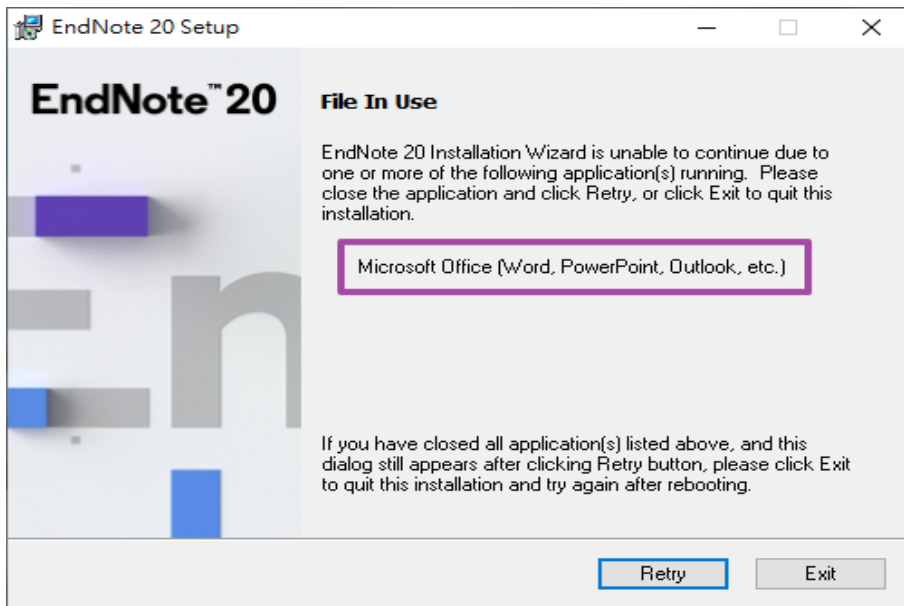 EndNote 20 Setup
EndNote™20
File In Use
EndNote 20 Installation Wizard is unable to continue due to
one or more of the following application(s) running. Please
close the application and click Retry, or click Exit to quit this
installation.
Microsoft Office (Word, PowerPoint, Outlook, etc.)
If you have closed all application(s) listed above, and this
dialog still appears after clicking Retry button, please click Exit
to quit this installation and try again after rebooting.
Retry
Exit
En